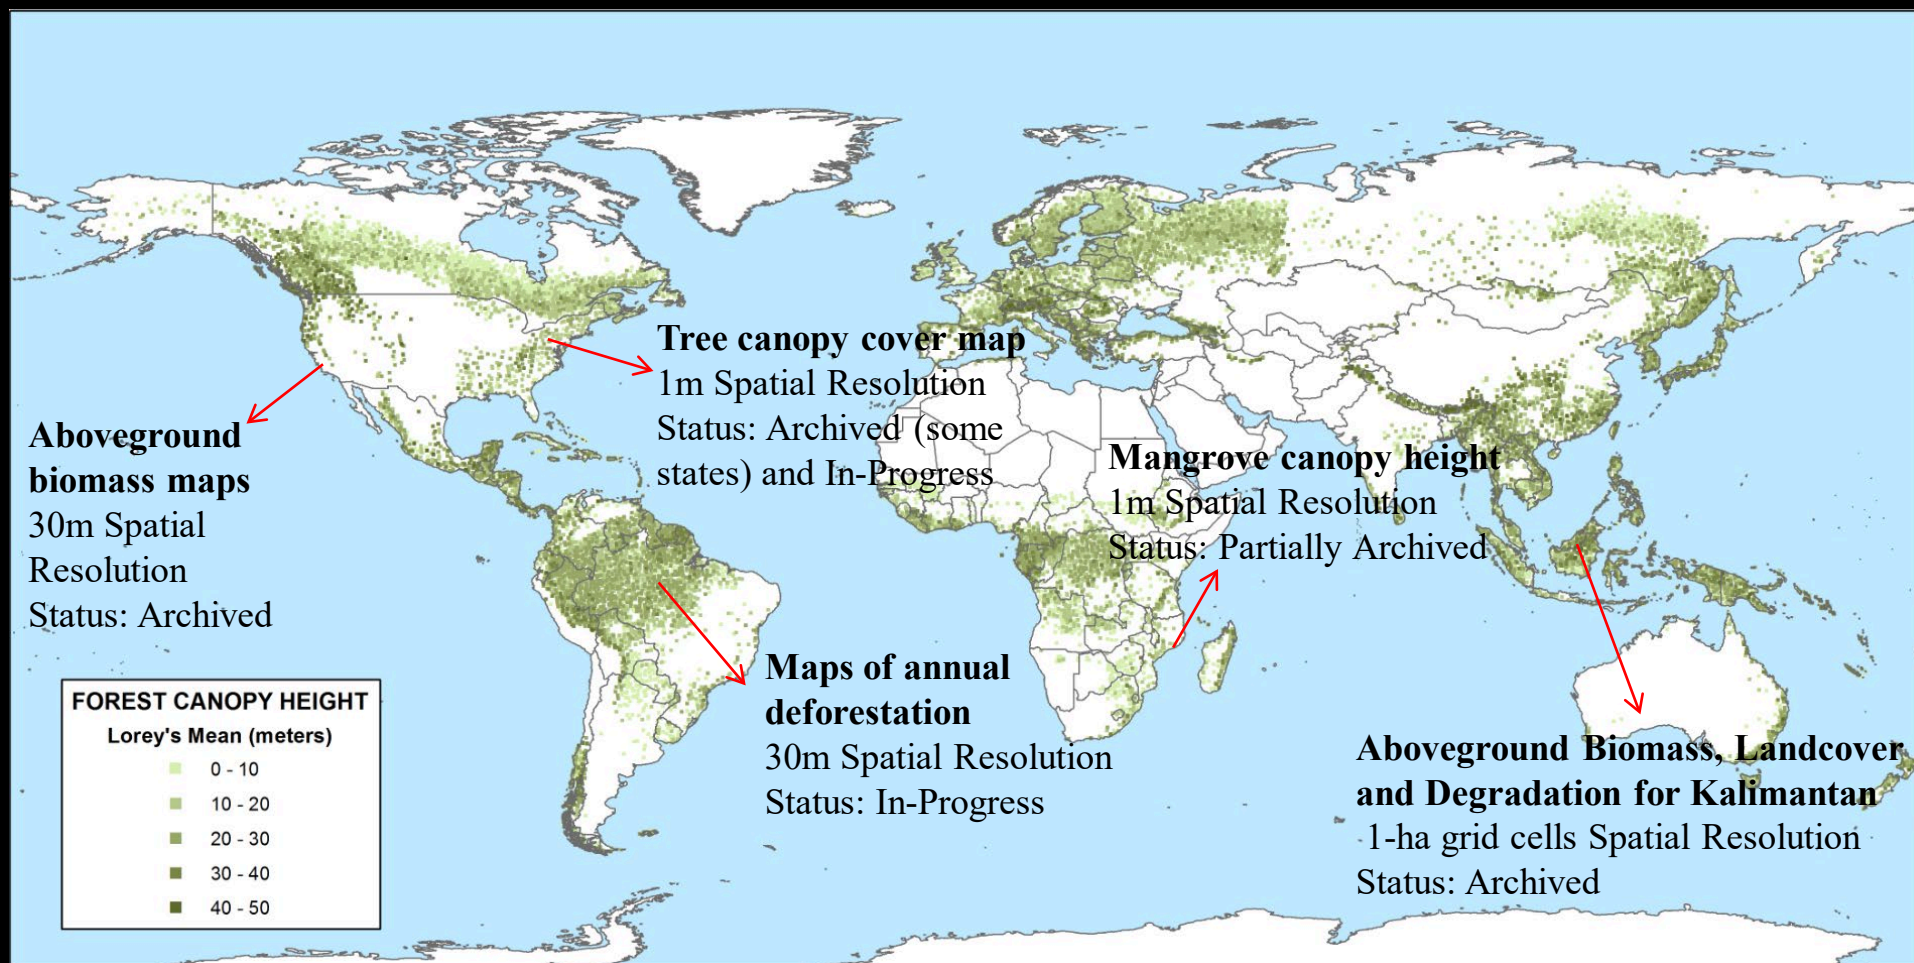 Tree canopy cover map
1m Spatial Resolution
Status: Archived (some
states) and In-Progress
Aboveground
biomass maps
30m Spatial
Resolution
Status: Archived
Mangrove canopy height
1m Spatial Resolution
Status: Partially Archived
Maps of annual
deforestation
30m Spatial Resolution
Status: In-Progress
Aboveground Biomass, Landcover
and Degradation for Kalimantan
1-ha grid cells Spatial Resolution
Status: Archived
FOREST CANOPY HEIGHT
Lorey's Mean (meters)
0 - 10
10 - 20
20 - 30
30 - 40
40 - 50